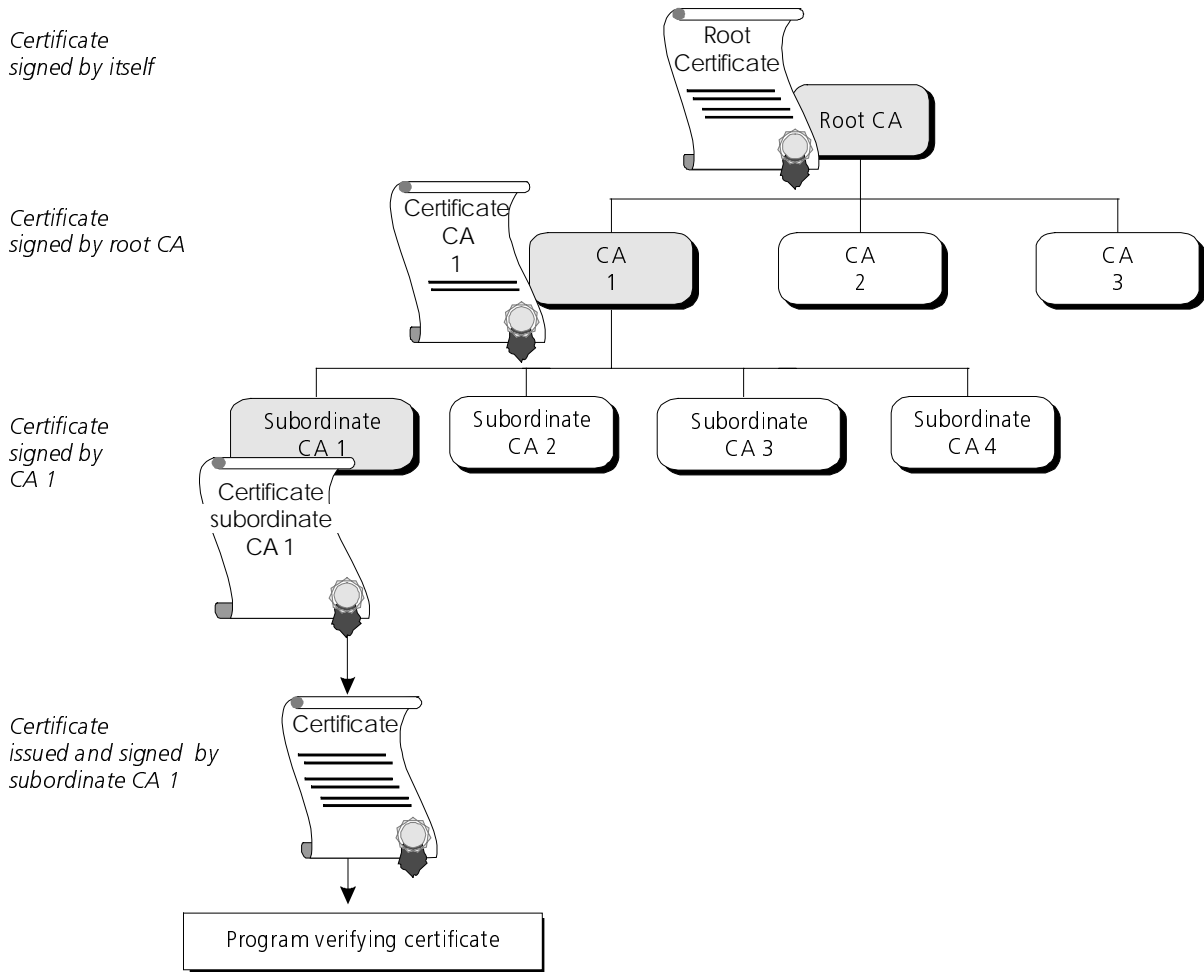 Certificate
signed by itself
Root
Certificate
Root CA
Certificate
signed by root CA
Certificate
CA
1
CA
1
CA
2
CA
3
Certificate
signed by
CA 1
Subordinate
CA 1
Subordinate
CA 2
Subordinate
CA 3
Subordinate
CA 4
Certificate
subordinate
CA 1
Certificate
issued and signed by
subordinate CA 1
Certificate
Program verifying certificate